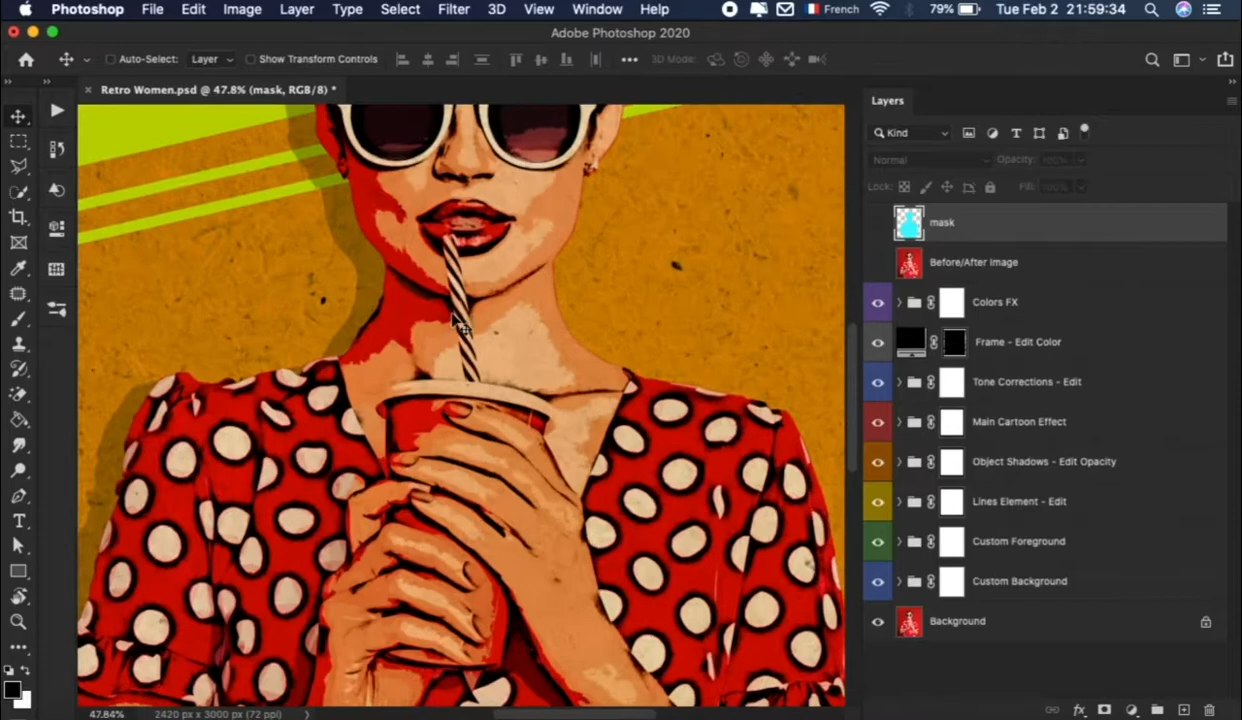 Photoshop File Edit Image Layer Type Select Filter 3D View Window Help French 79% Tue Feb 2 21:59:34
Adobe Photoshop 2020
Auto-Select: Layer Show Transform Controls 3D Mode:
Retro Women.psd @ 47.8% (mask, RGB/8) *
Layers
Kind
Normal Opacity: 100%
Lock: Fill: 100%
mask
Before/After Image
Colors FX
Frame - Edit Color
Tone Corrections - Edit
Main Cartoon Effect
Object Shadows - Edit Opacity
Lines Element - Edit
Custom Foreground
Custom Background
Background
47.84% 2420 px x 3000 px (72 ppi)